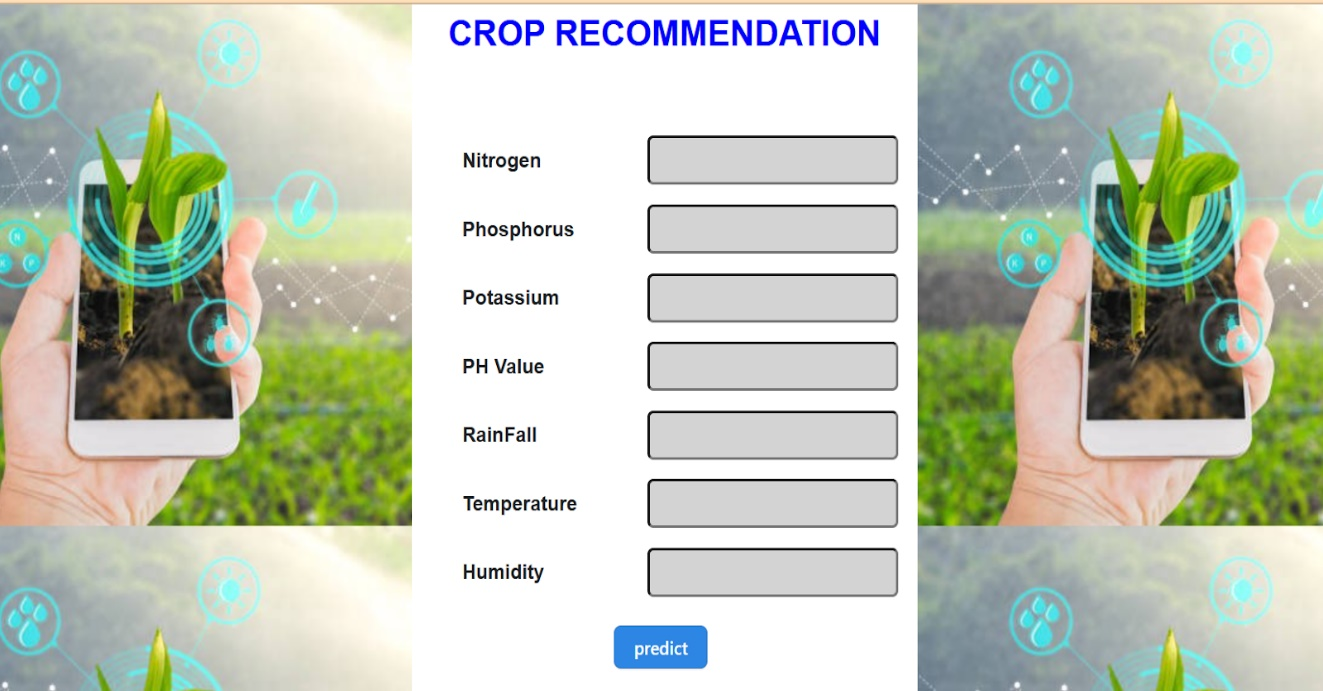 CROP RECOMMENDATION
Nitrogen
Phosphorus
Potassium
PH Value
RainFall
Temperature
Humidity
predict
N
K P
N
K P